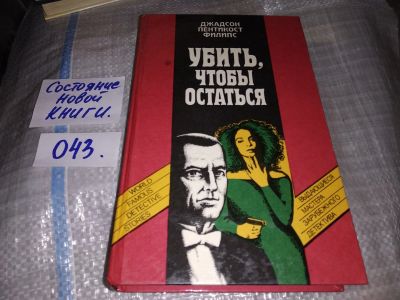 ДЖАДСОН
ПЕНТИКОСТ
ФИЛИПС
УБИТЬ,
ЧТОБЫ
ОСТАТЬСЯ
Состояние
новой
книги.
043.
WORLD
FAMOUS
DETECTIVE
STORIES
ВЫДАЮЩИЕСЯ
МАСТЕРА
ЗАРУБЕЖНОГО
ДЕТЕКТИВА